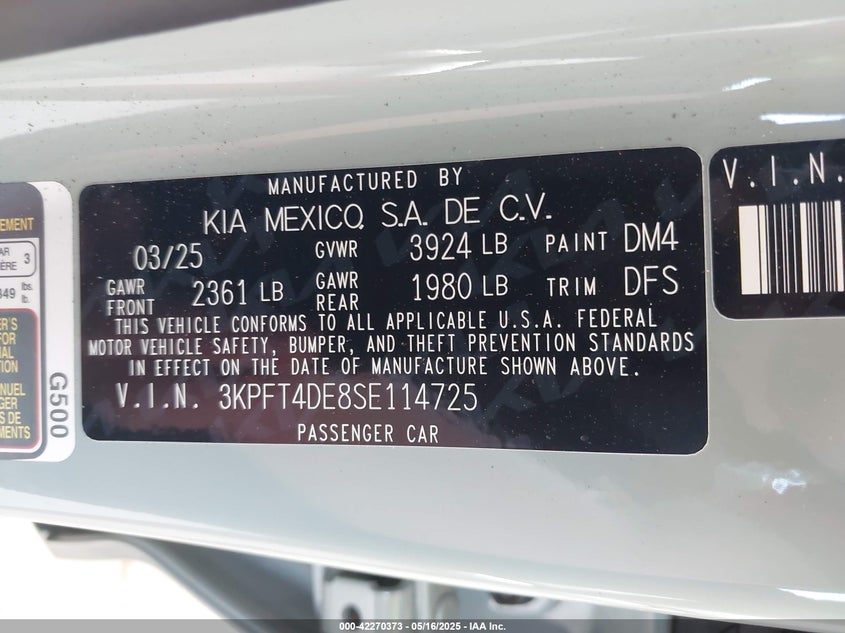 MANUFACTURED BY
KIA MEXICO, S.A. DE C.V.
03/25 GVWR 3924 LB PAINT DM4
GAWR FRONT 2361 LB GAWR REAR 1980 LB TRIM DFS
THIS VEHICLE CONFORMS TO ALL APPLICABLE U.S.A. FEDERAL
MOTOR VEHICLE SAFETY, BUMPER, AND THEFT PREVENTION STANDARDS
IN EFFECT ON THE DATE OF MANUFACTURE SHOWN ABOVE.
V.I.N. 3KPFT4DE8SE114725
PASSENGER CAR
V.I.N.
3
lbs.
lb.
G500
000-42270373 - 05/16/2025 - IAA Inc.